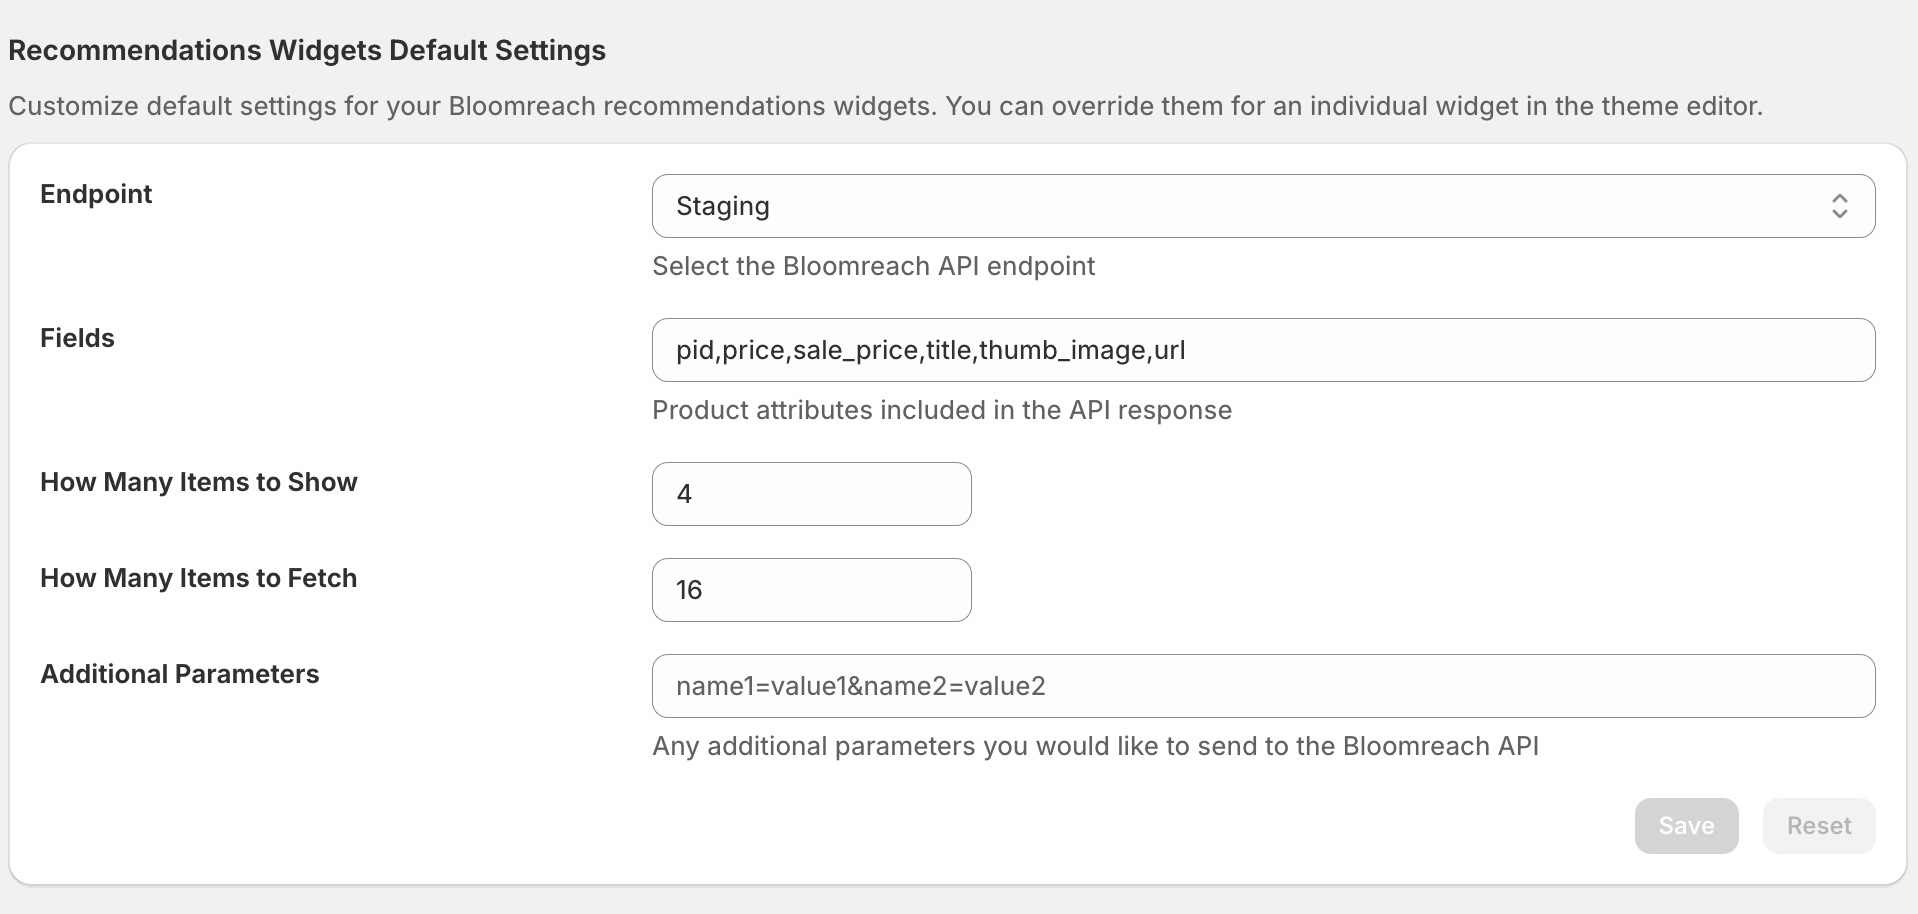 Recommendations Widgets Default Settings
Customize default settings for your Bloomreach recommendations widgets. You can override them for an individual widget in the theme editor.
Endpoint
Staging
Select the Bloomreach API endpoint
Fields
pid,price,sale_price,title,thumb_image,url
Product attributes included in the API response
How Many Items to Show
4
How Many Items to Fetch
16
Additional Parameters
name1=value1&name2=value2
Any additional parameters you would like to send to the Bloomreach API
Save
Reset